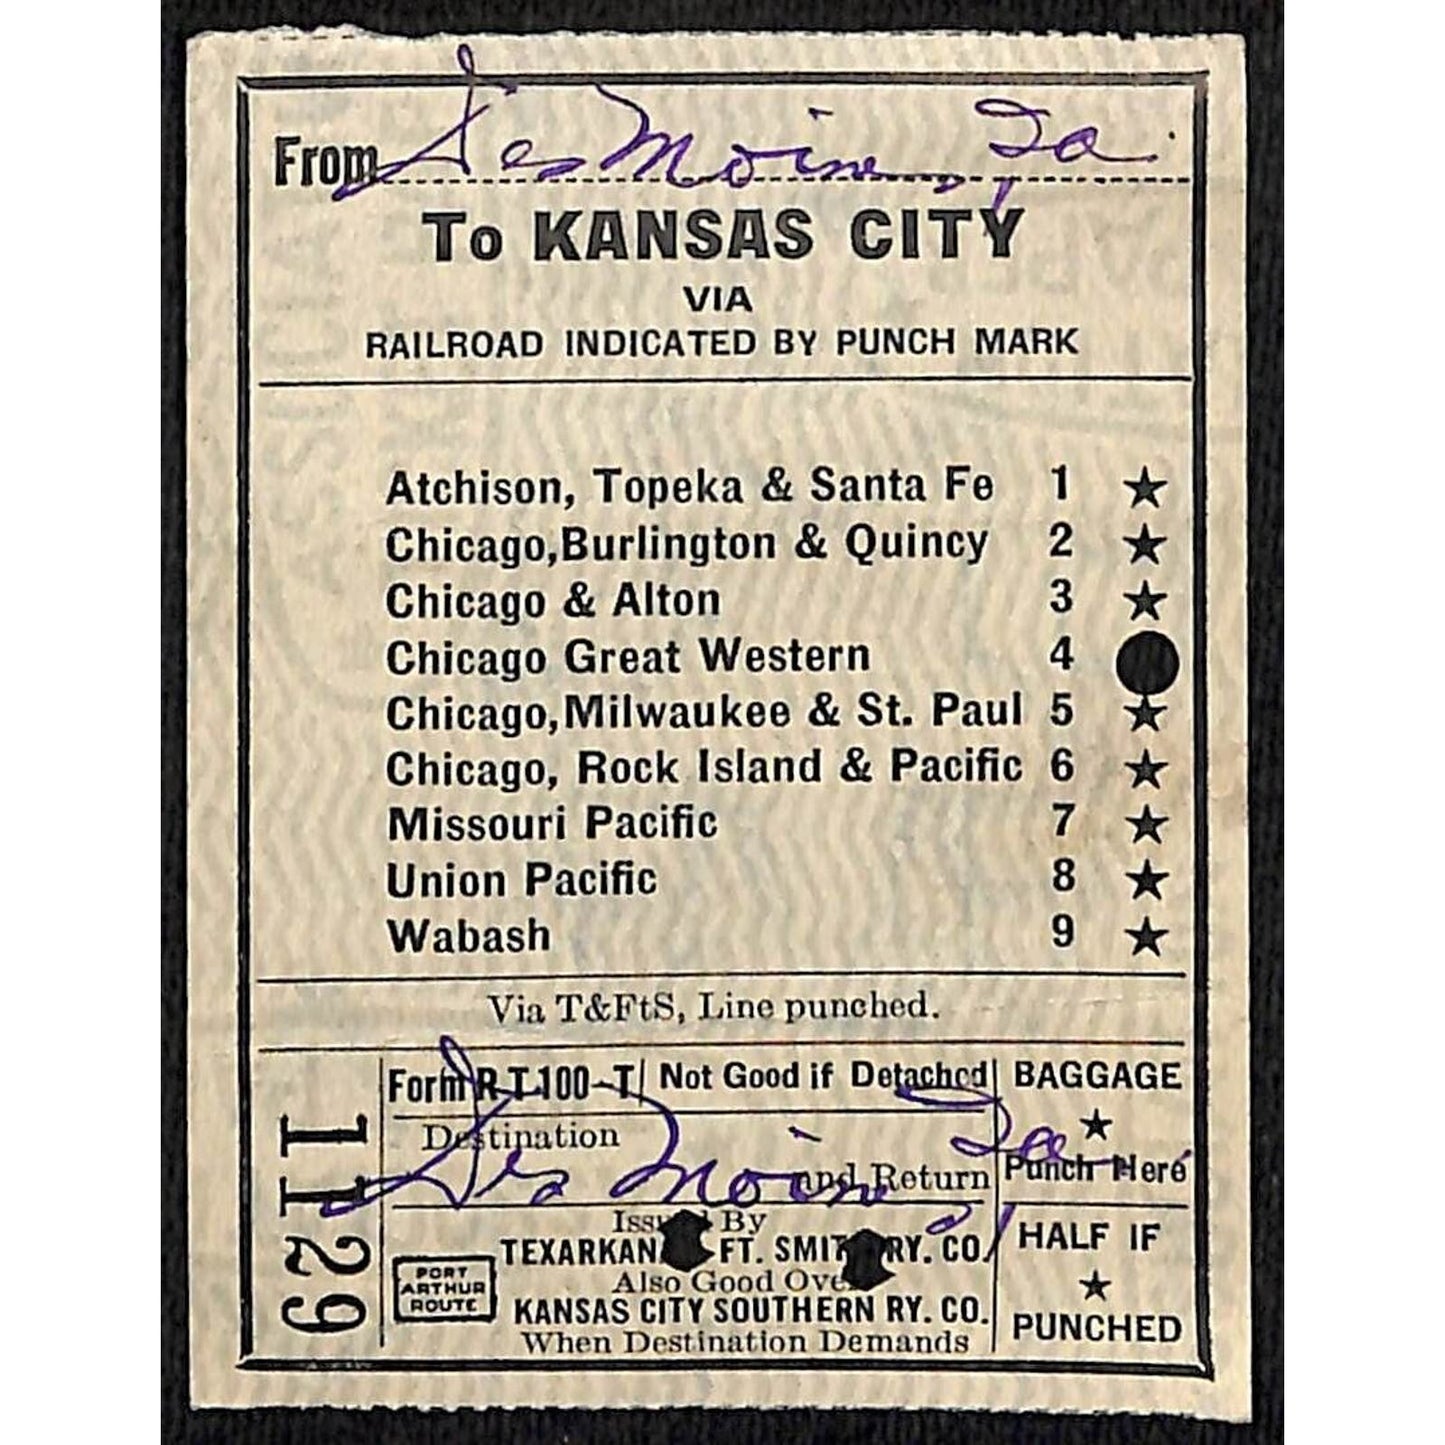 From Des Moines, Ia.
To KANSAS CITY
VIA
RAILROAD INDICATED BY PUNCH MARK
Atchison, Topeka & Santa Fe 1 ★
Chicago, Burlington & Quincy 2 ★
Chicago & Alton 3 ★
Chicago Great Western 4
Chicago, Milwaukee & St. Paul 5 ★
Chicago, Rock Island & Pacific 6 ★
Missouri Pacific 7 ★
Union Pacific 8 ★
Wabash 9 ★
Via T&FtS, Line punched.
1129
Form R T 100-T
Not Good if Detached
Destination
Des Moines, Ia
and Return
Issued By
TEXARKANA & FT. SMITH RY. CO.
Also Good Over
KANSAS CITY SOUTHERN RY. CO.
When Destination Demands
PORT
ARTHUR
ROUTE
BAGGAGE
★
Punch Here
HALF IF
★
PUNCHED